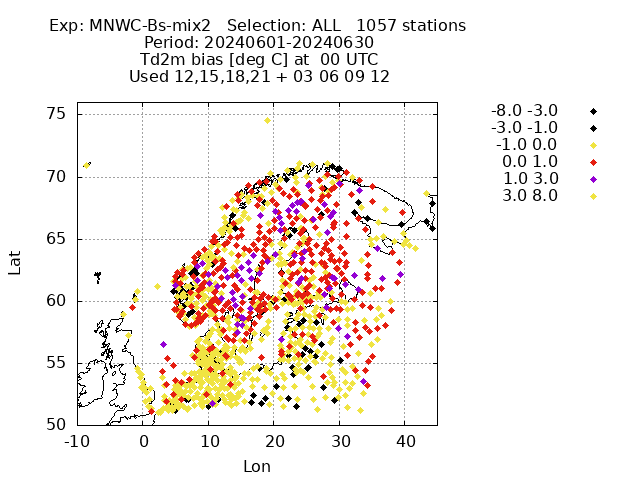 Exp: MNWC-Bs-mix2   Selection: ALL   1057 stations
Period: 20240601-20240630
Td2m bias [deg C] at  00 UTC
Used 12,15,18,21 + 03 06 09 12
-8.0 -3.0
-3.0 -1.0
-1.0 0.0
0.0 1.0
1.0 3.0
3.0 8.0
75
70
65
60
55
50
Lat
-10 0 10 20 30 40
Lon